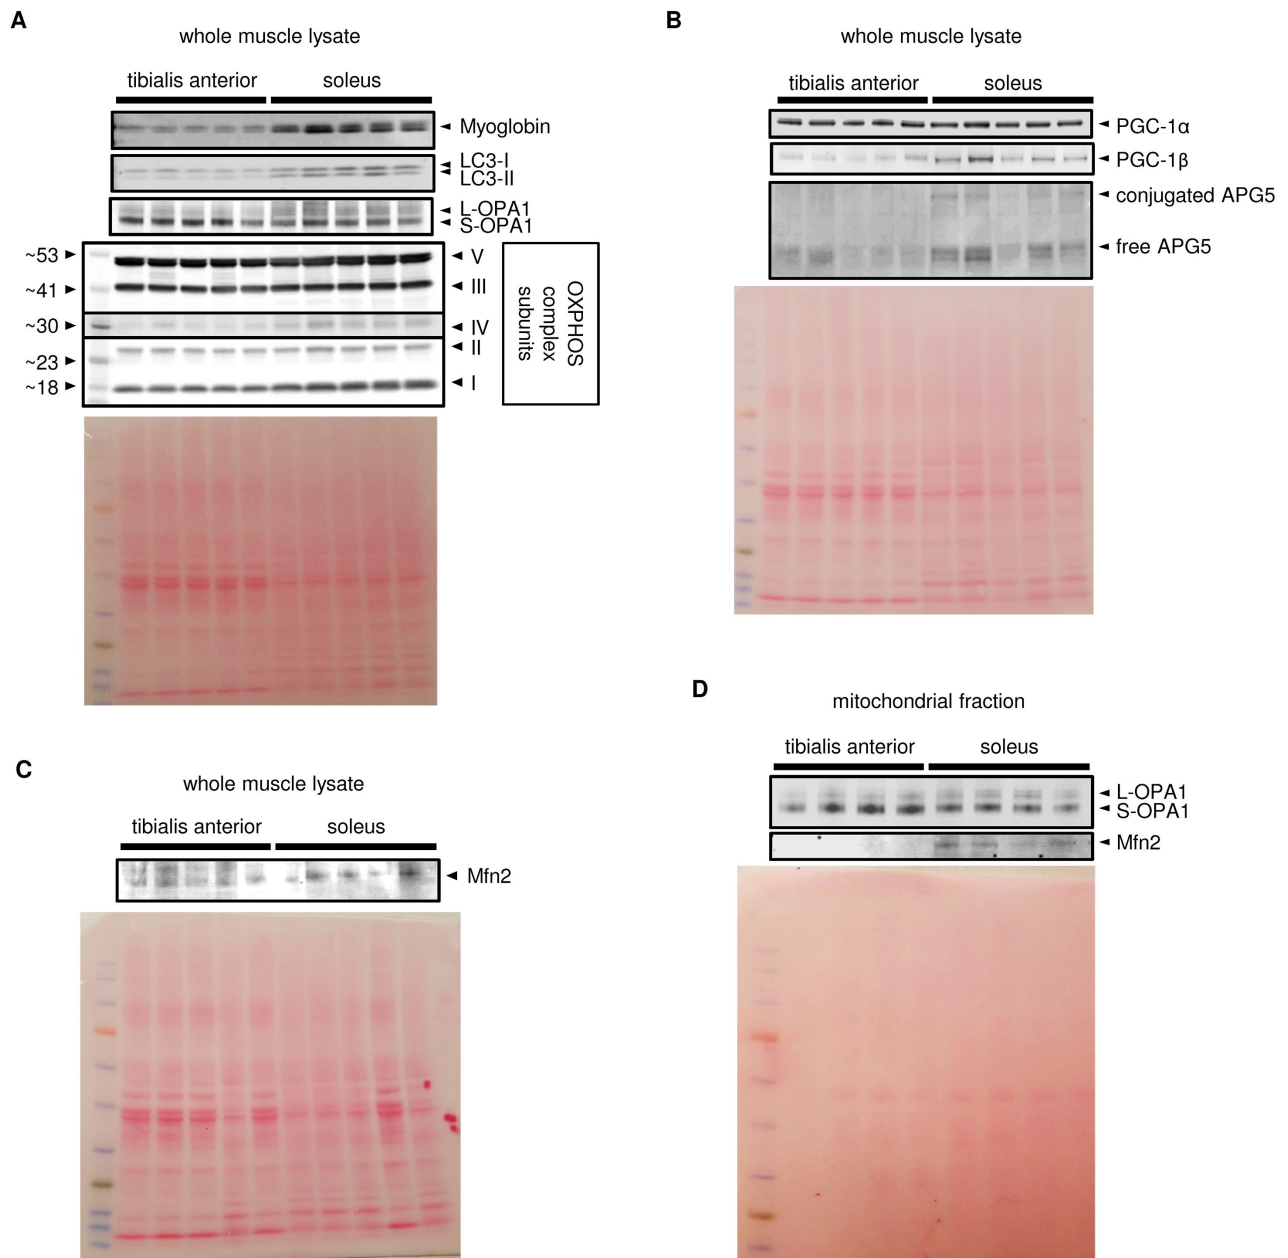 A
whole muscle lysate
tibialis anterior soleus
Myoglobin
LC3-I
LC3-II
L-OPA1
S-OPA1
~53 V
~41 III
~30 IV
II
~23
~18 I
OXPHOS
complex
subunits
B
whole muscle lysate
tibialis anterior soleus
PGC-1α
PGC-1β
conjugated APG5
free APG5
C
whole muscle lysate
tibialis anterior soleus
Mfn2
D
mitochondrial fraction
tibialis anterior soleus
L-OPA1
S-OPA1
Mfn2